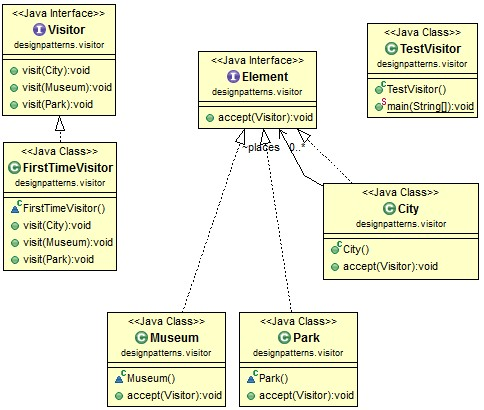 <<Java Interface>>
Visitor
designpatterns.visitor
visit(City):void
visit(Museum):void
visit(Park):void
<<Java Class>>
FirstTimeVisitor
designpatterns.visitor
FirstTimeVisitor()
visit(City):void
visit(Museum):void
visit(Park):void
<<Java Interface>>
Element
designpatterns.visitor
accept(Visitor):void
<<Java Class>>
TestVisitor
designpatterns.visitor
TestVisitor()
main(String[]):void
~places 0..*
<<Java Class>>
City
designpatterns.visitor
City()
accept(Visitor):void
<<Java Class>>
Museum
designpatterns.visitor
Museum()
accept(Visitor):void
<<Java Class>>
Park
designpatterns.visitor
Park()
accept(Visitor):void